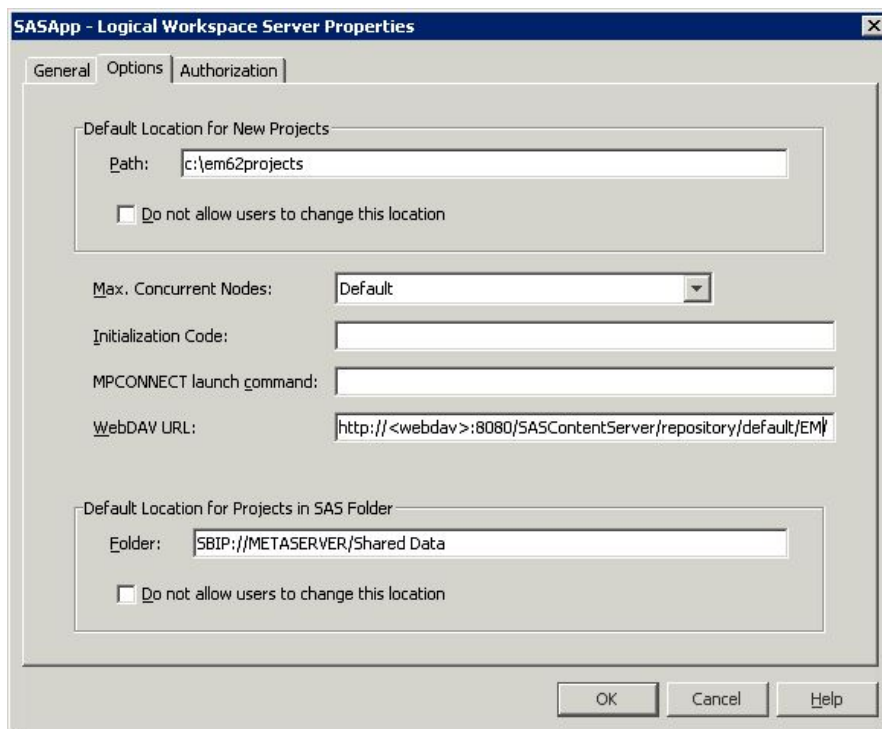 SASApp - Logical Workspace Server Properties
General Options Authorization
Default Location for New Projects
Path: c:\em62projects
Do not allow users to change this location
Max. Concurrent Nodes: Default
Initialization Code:
MPCONNECT launch command:
WebDAV URL: http://<webdav>:8080/SASContentServer/repository/default/EM/
Default Location for Projects in SAS Folder
Folder: SBIP://METASERVER/Shared Data
Do not allow users to change this location
OK Cancel Help